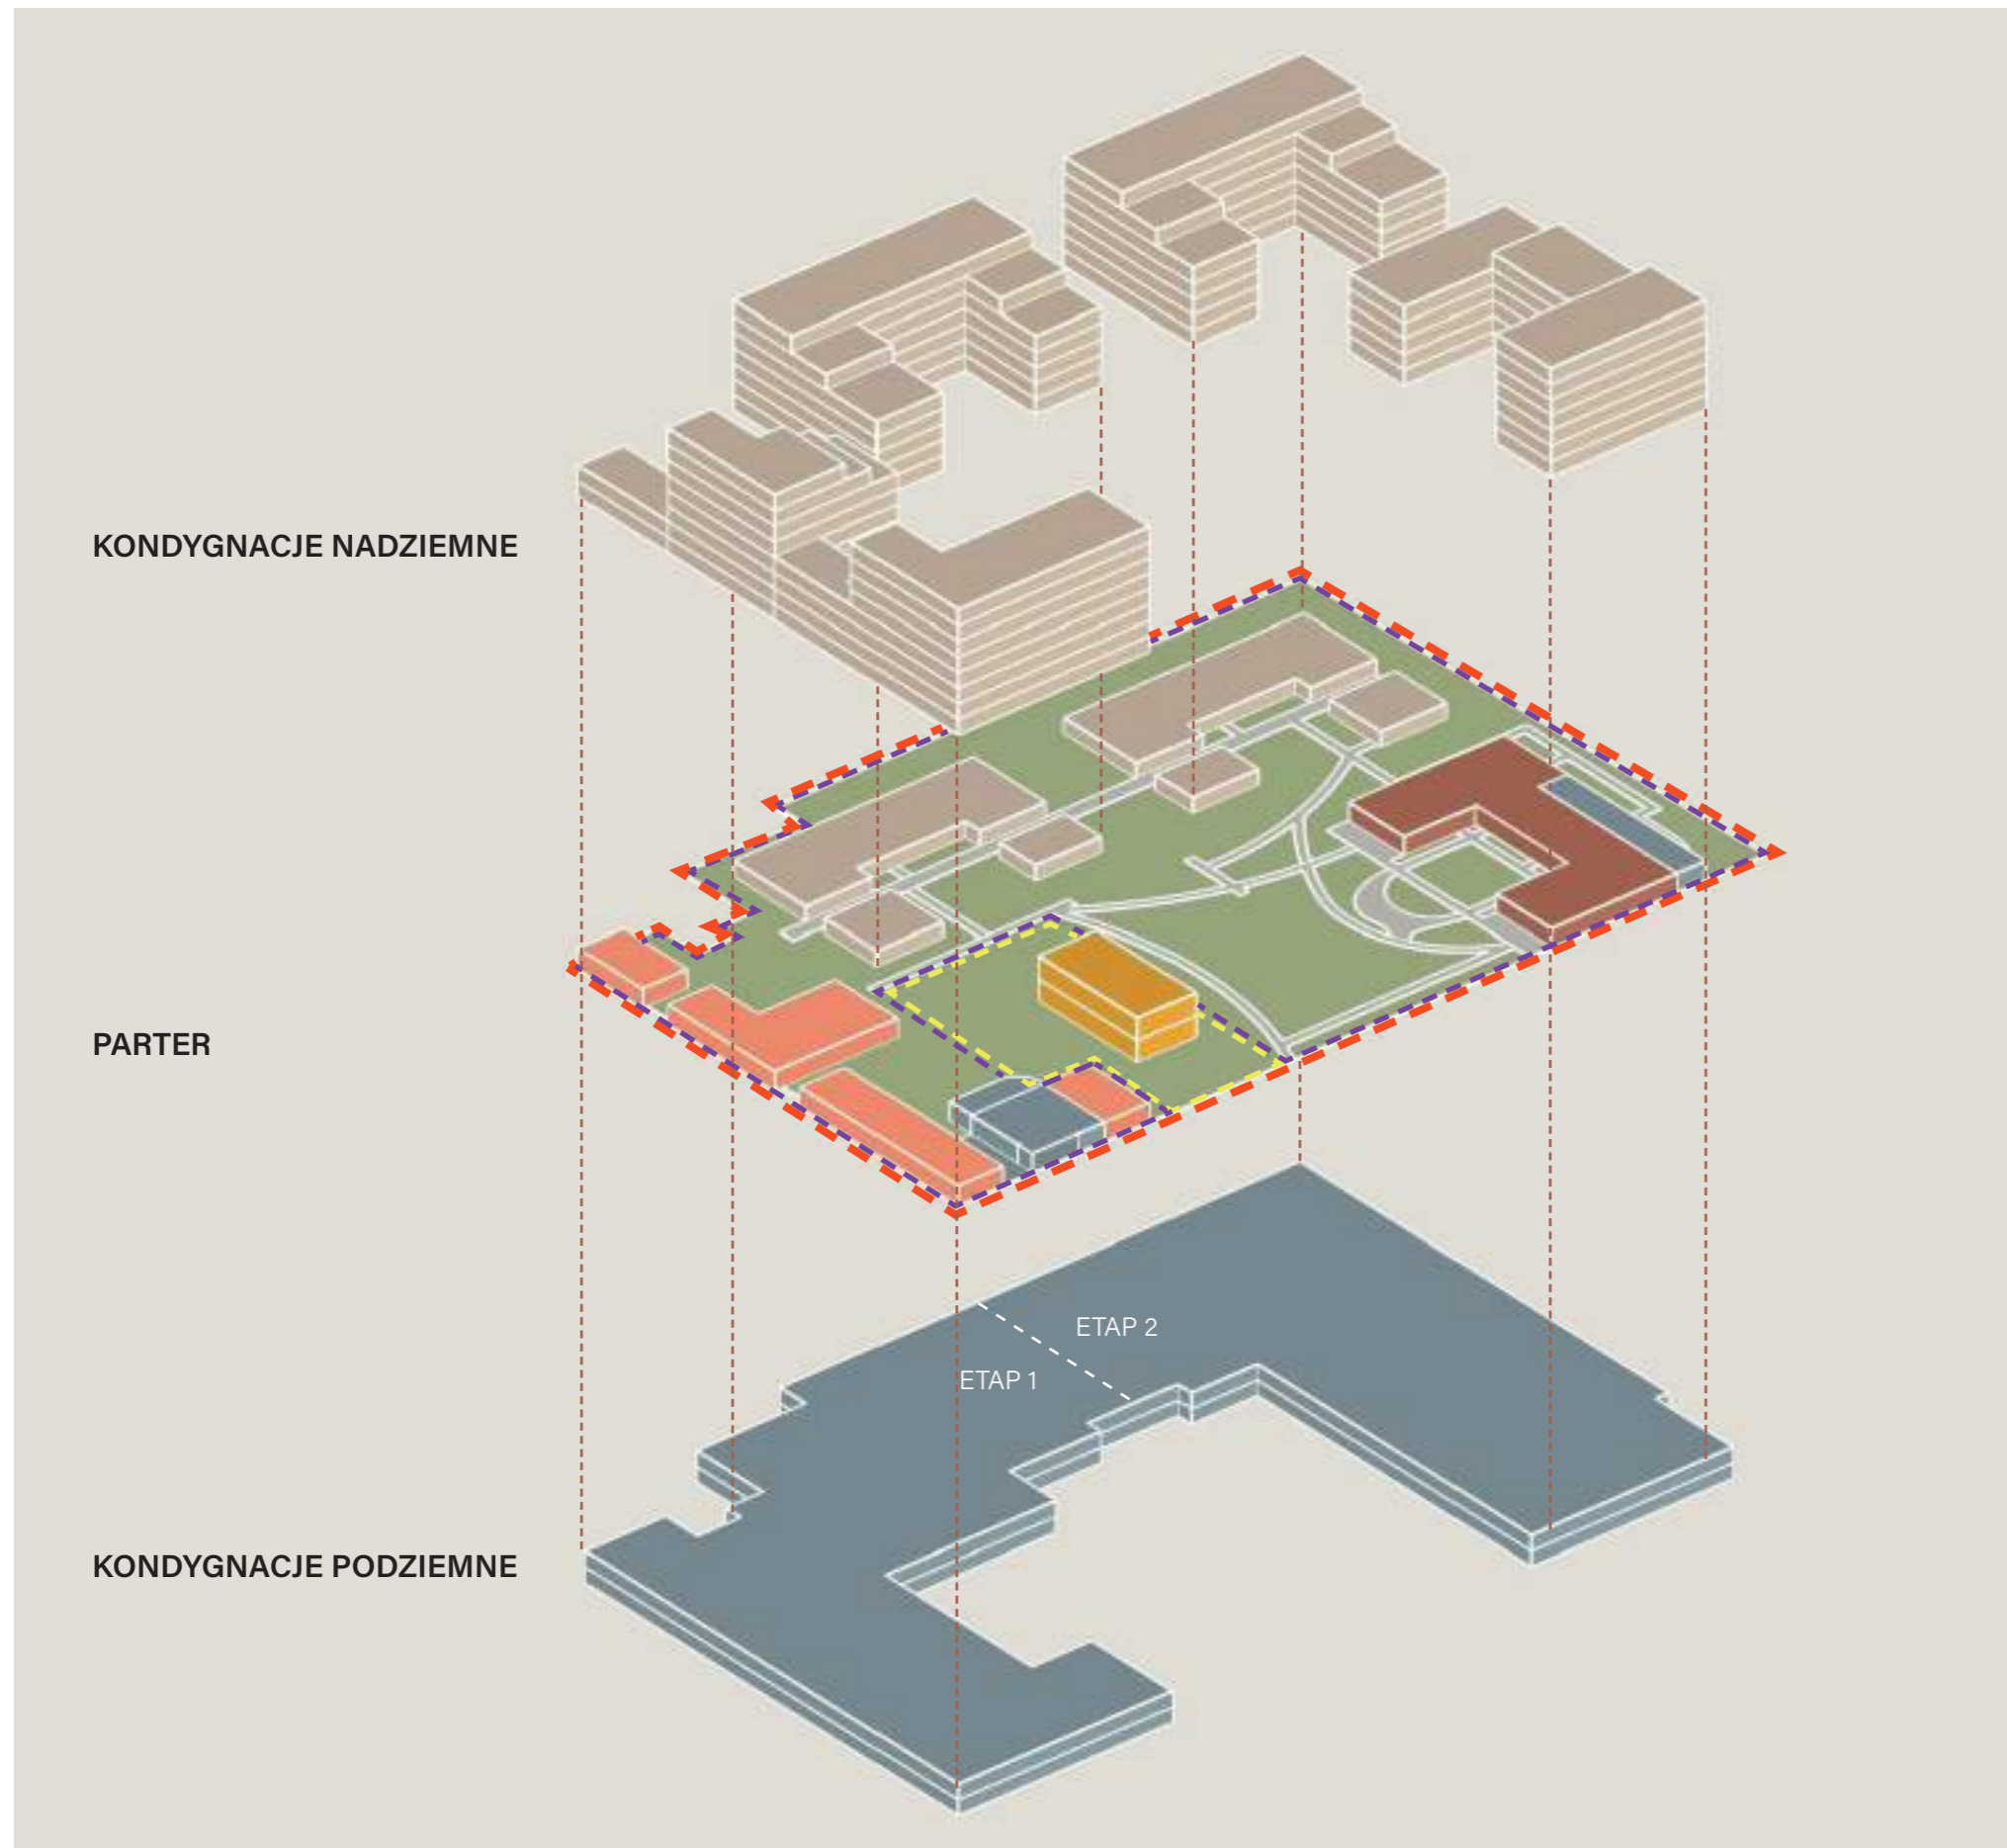 KONDYGNACJE NADZIEMNE
PARTER
ETAP 2
ETAP 1
KONDYGNACJE PODZIEMNE